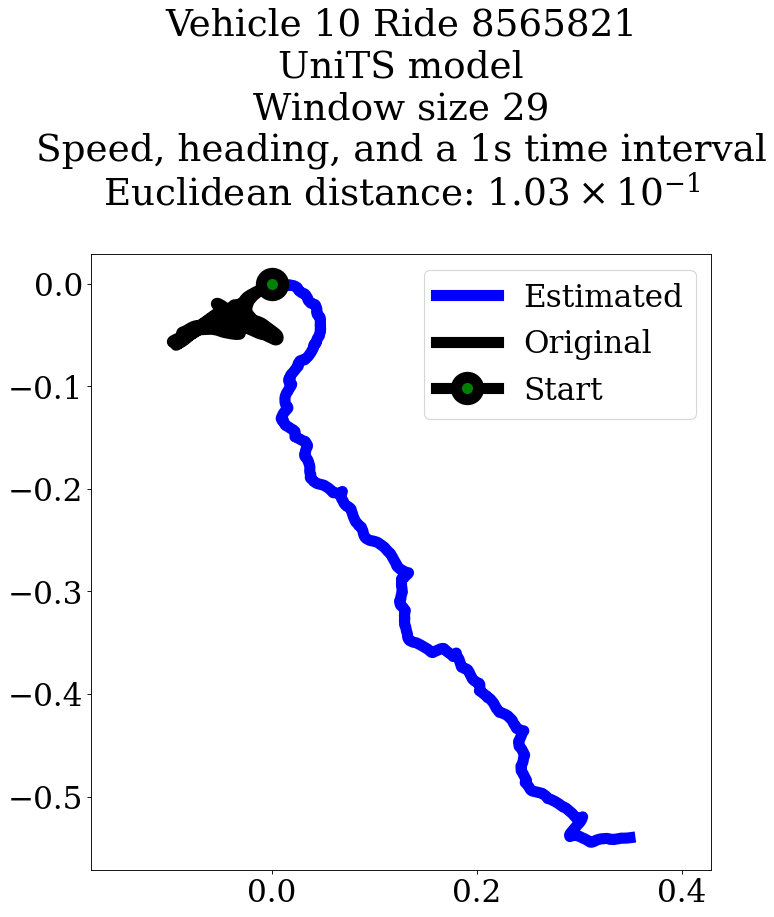 Vehicle 10 Ride 8565821
UniTS model
Window size 29
Speed, heading, and a 1s time interval
Euclidean distance: 1.03 × 10⁻¹
Estimated
Original
Start
0.0
−0.1
−0.2
−0.3
−0.4
−0.5
0.0 0.2 0.4